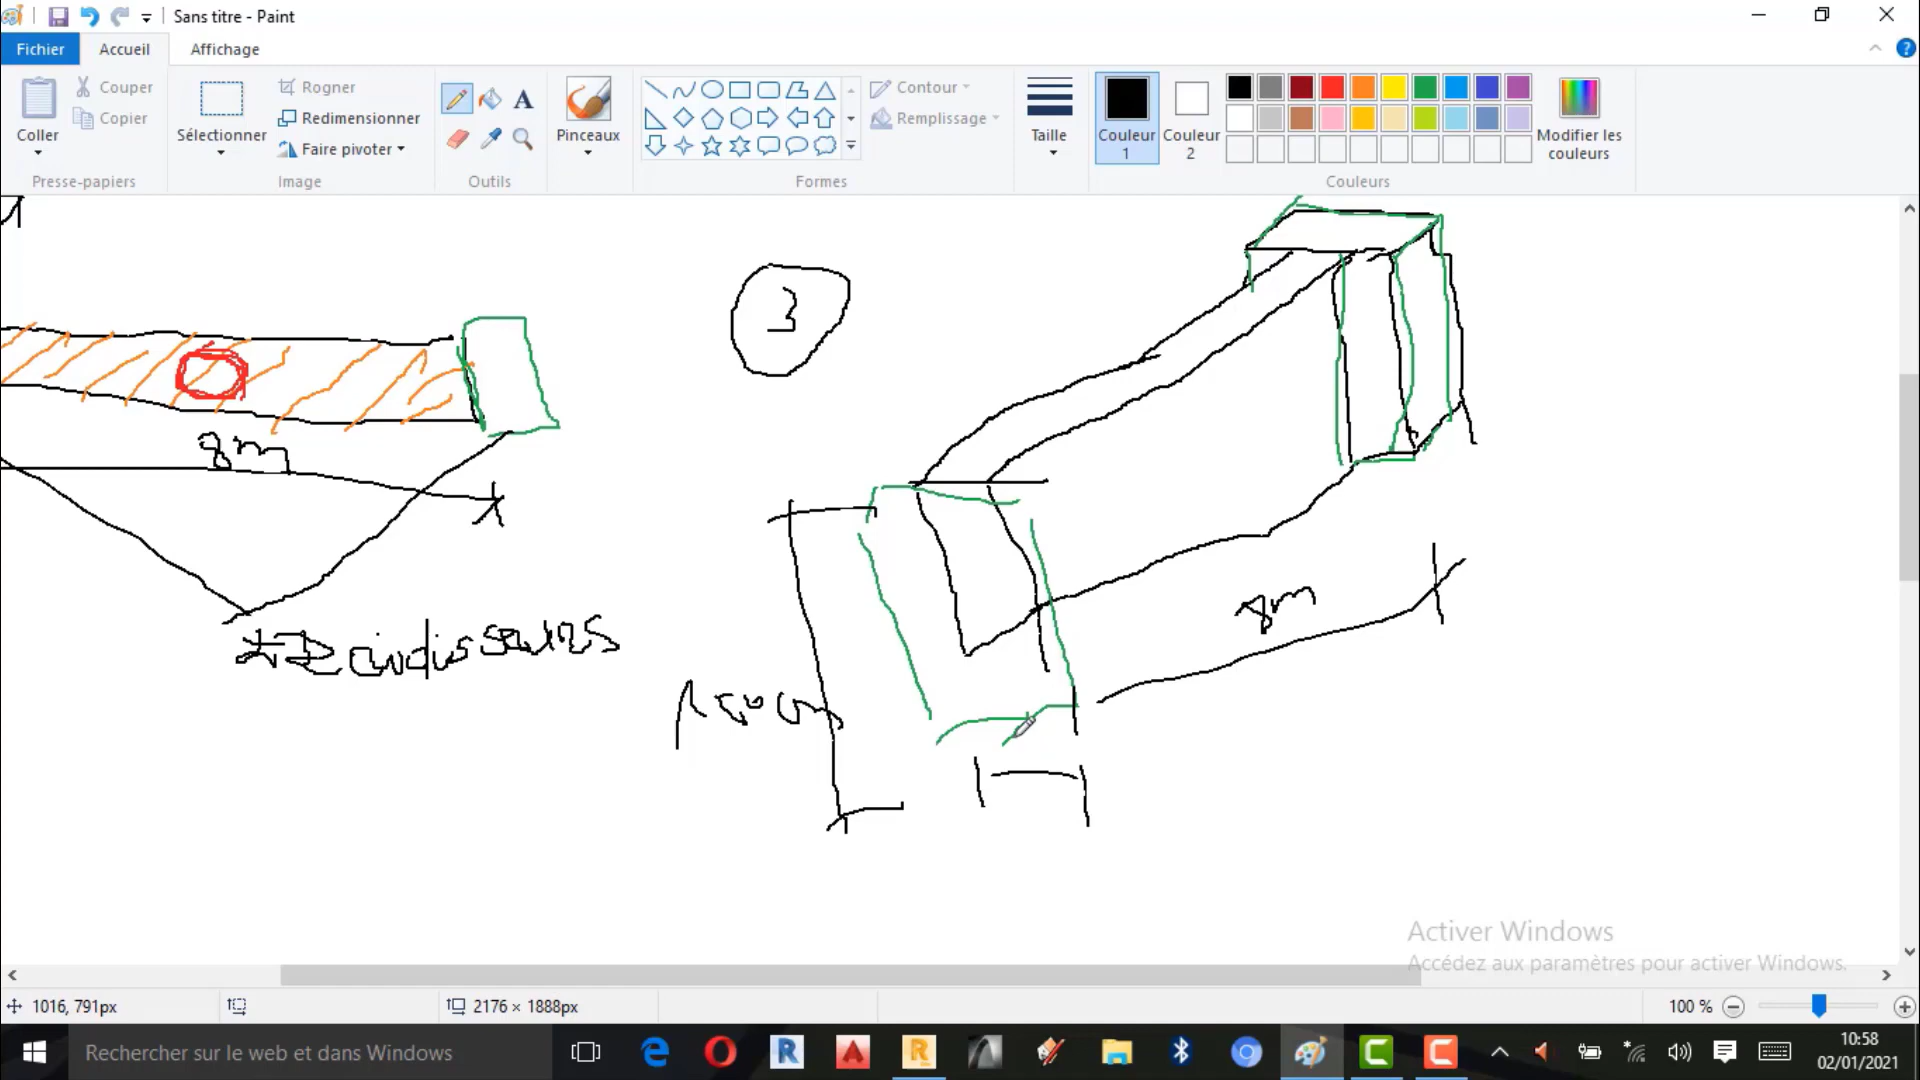 Sans titre - Paint
Fichier
Accueil
Affichage
Coller
Couper
Copier
Presse-papiers
Sélectionner
Rogner
Redimensionner
Faire pivoter
Image
A
Outils
Pinceaux
Formes
Contour
Remplissage
Taille
Couleur
1
Couleur
2
Modifier les
couleurs
Couleurs
3
8m
8m
Activer Windows
Accédez aux paramètres pour activer Windows.
1016, 791px
2176 × 1888px
100 %
Rechercher sur le web et dans Windows
10:58
02/01/2021